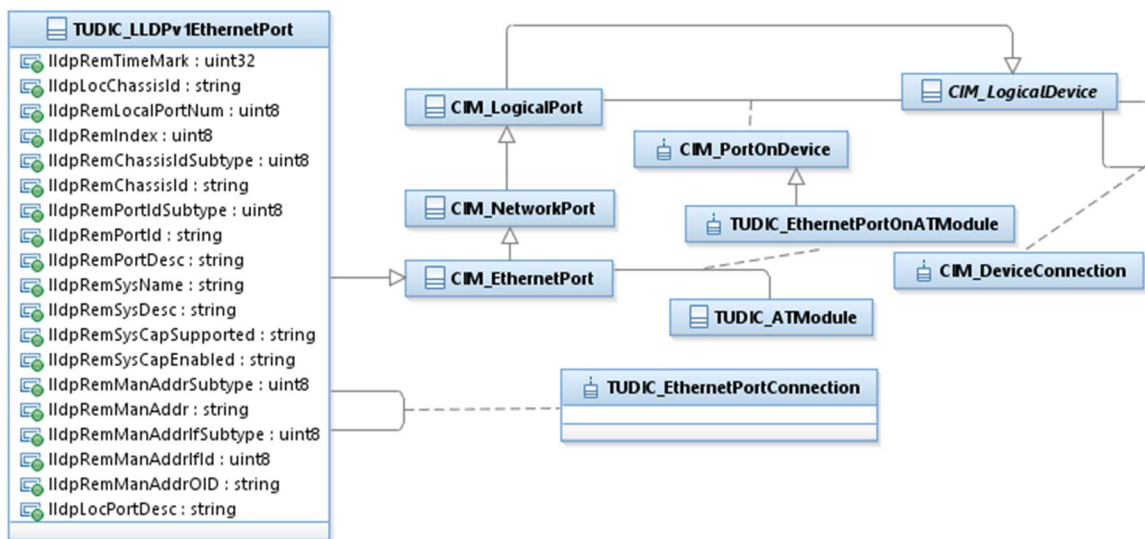 TUDIC_LLDPv1EthernetPort
lldpRemTimeMark : uint32
lldpLocChassisId : string
lldpRemLocalPortNum : uint8
lldpRemIndex : uint8
lldpRemChassisIdSubtype : uint8
lldpRemChassisId : string
lldpRemPortIdSubtype : uint8
lldpRemPortId : string
lldpRemPortDesc : string
lldpRemSysName : string
lldpRemSysDesc : string
lldpRemSysCapSupported : string
lldpRemSysCapEnabled : string
lldpRemManAddrSubtype : uint8
lldpRemManAddr : string
lldpRemManAddrIfSubtype : uint8
lldpRemManAddrIfId : uint8
lldpRemManAddrOID : string
lldpLocPortDesc : string
CIM_LogicalPort
CIM_LogicalDevice
CIM_PortOnDevice
CIM_NetworkPort
TUDIC_EthernetPortOnATModule
CIM_EthernetPort
CIM_DeviceConnection
TUDIC_ATModule
TUDIC_EthernetPortConnection